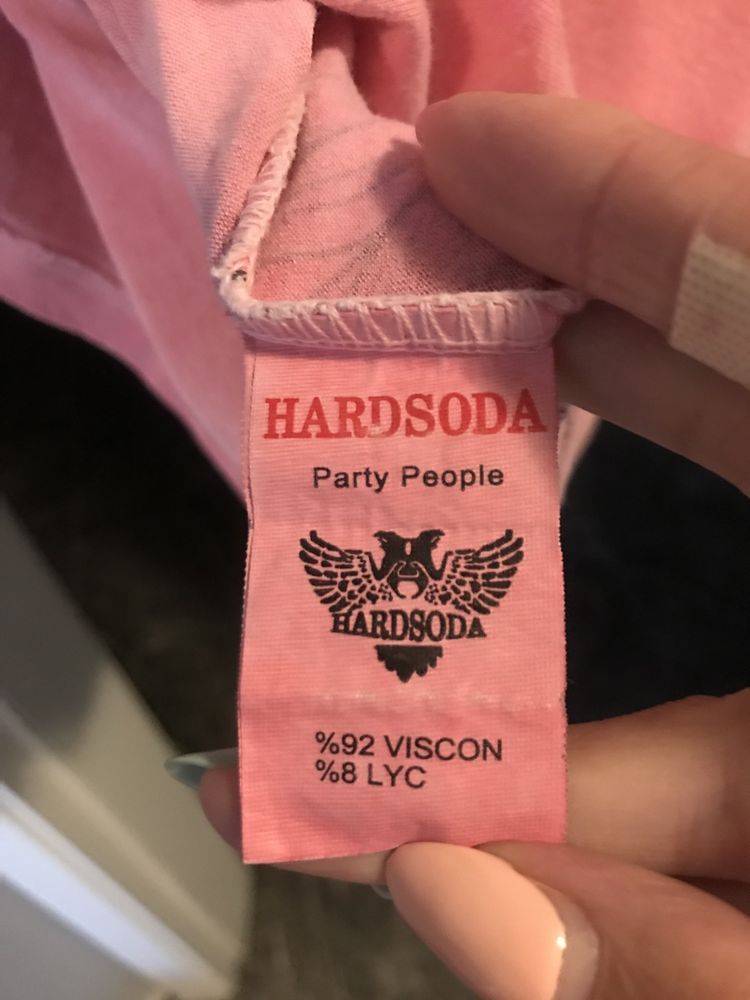 HARDSODA
Party People
HARDSODA
%92 VISCON
%8 LYC